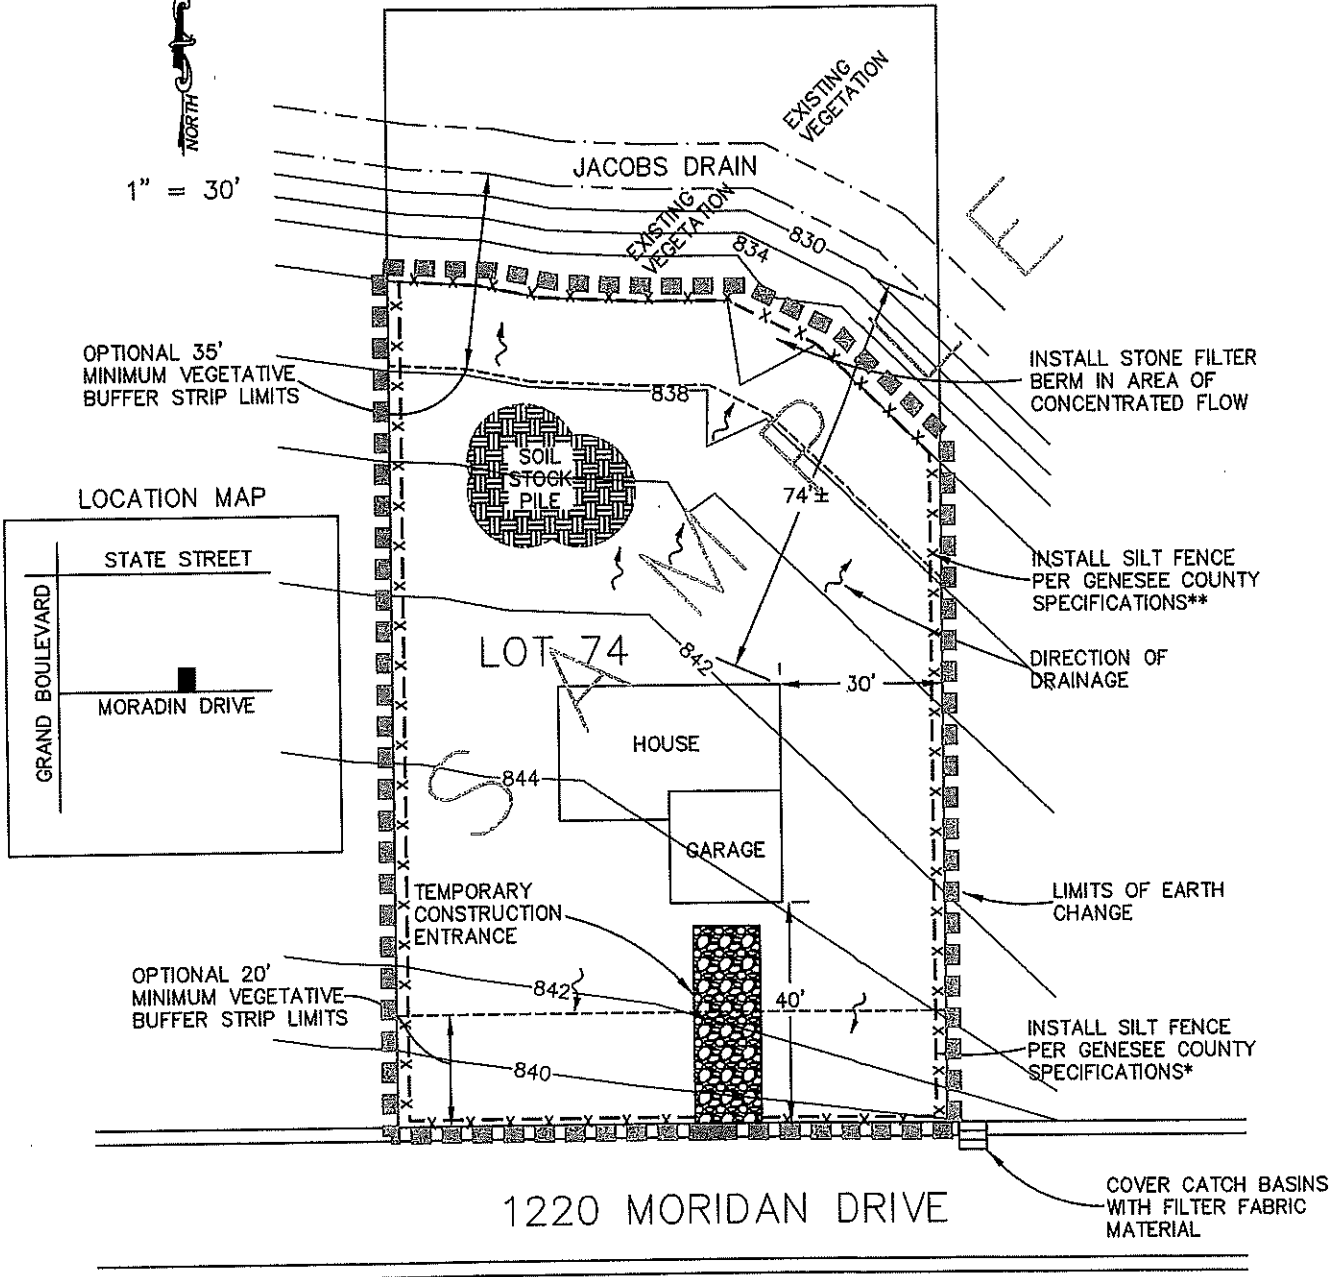 NORTH
1" = 30'
EXISTING
VEGETATION
JACOBS DRAIN
EXISTING
VEGETATION
830
834
OPTIONAL 35'
MINIMUM VEGETATIVE
BUFFER STRIP LIMITS
INSTALL STONE FILTER
BERM IN AREA OF
CONCENTRATED FLOW
838
SOIL
STOCK
PILE
74'±
LOCATION MAP
STATE STREET
GRAND BOULEVARD
MORADIN DRIVE
INSTALL SILT FENCE
PER GENESEE COUNTY
SPECIFICATIONS**
DIRECTION OF
DRAINAGE
LOT 74
842
30'
HOUSE
844
GARAGE
SAMPLE
TEMPORARY
CONSTRUCTION
ENTRANCE
LIMITS OF EARTH
CHANGE
OPTIONAL 20'
MINIMUM VEGETATIVE
BUFFER STRIP LIMITS
842
40'
840
INSTALL SILT FENCE
PER GENESEE COUNTY
SPECIFICATIONS*
1220 MORIDAN DRIVE
COVER CATCH BASINS
WITH FILTER FABRIC
MATERIAL